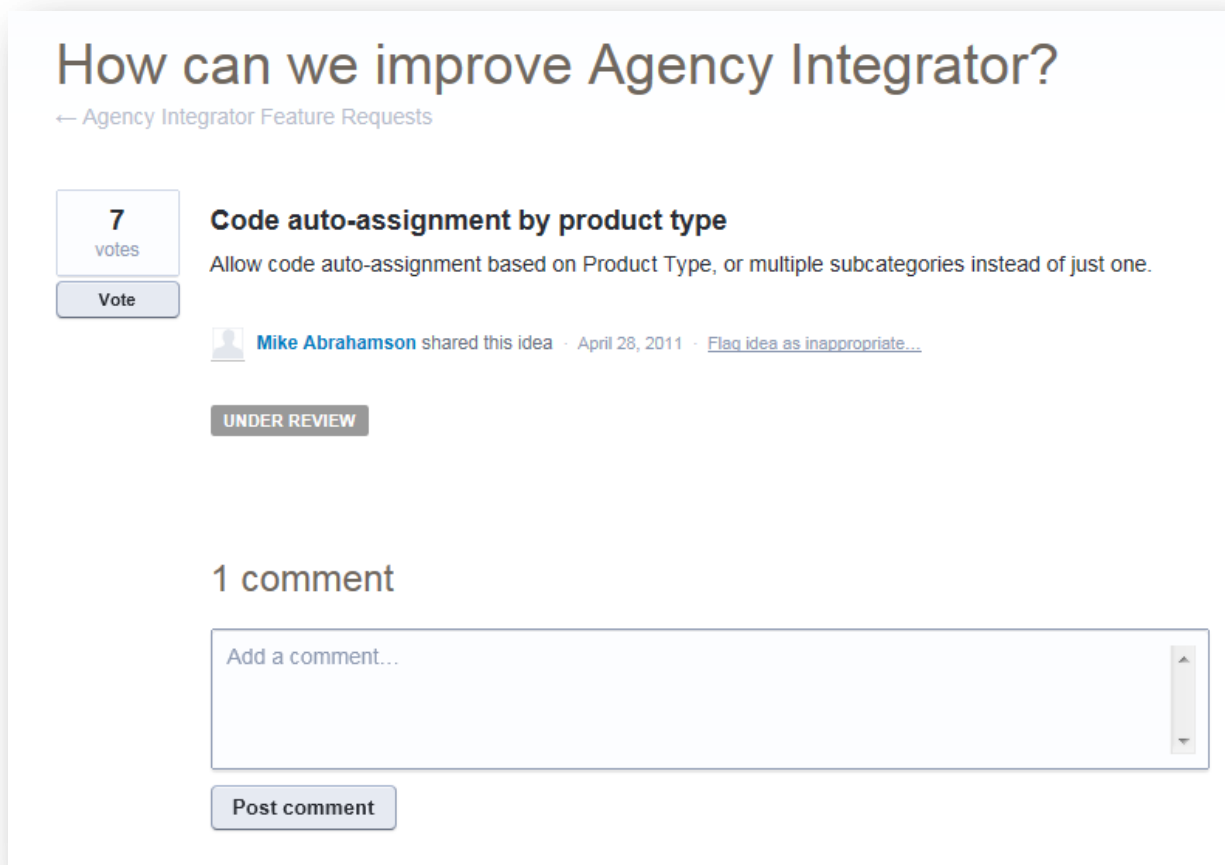 How can we improve Agency Integrator?
← Agency Integrator Feature Requests
7
votes
Vote
Code auto-assignment by product type
Allow code auto-assignment based on Product Type, or multiple subcategories instead of just one.
Mike Abrahamson shared this idea · April 28, 2011 · Flag idea as inappropriate…
UNDER REVIEW
1 comment
Add a comment…
Post comment